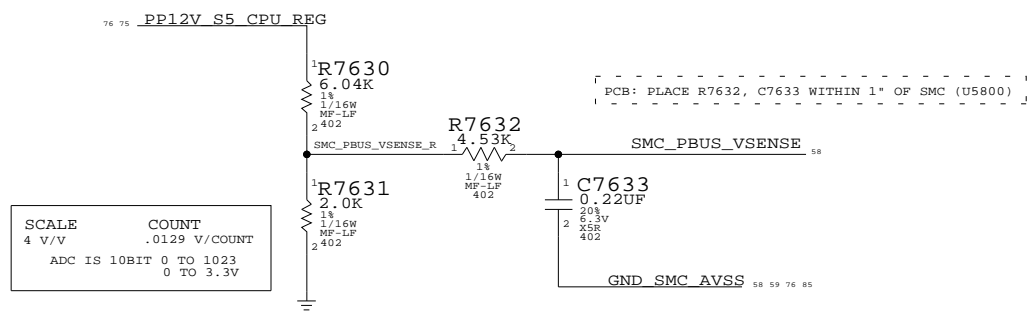 76 75 PP12V_S5_CPU_REG
1 R7630
6.04K
1%
1/16W
MF-LF
2 402
PCB: PLACE R7632, C7633 WITHIN 1" OF SMC (U5800)
R7632
SMC_PBUS_VSENSE_R 1 4.53K 2
1%
1/16W
MF-LF
402
SMC_PBUS_VSENSE 58
1 R7631
2.0K
1%
1/16W
MF-LF
2 402
1 C7633
0.22UF
20%
2 6.3V
X5R
402
SCALE COUNT
4 V/V .0129 V/COUNT
ADC IS 10BIT 0 TO 1023
0 TO 3.3V
GND_SMC_AVSS 58 59 76 85